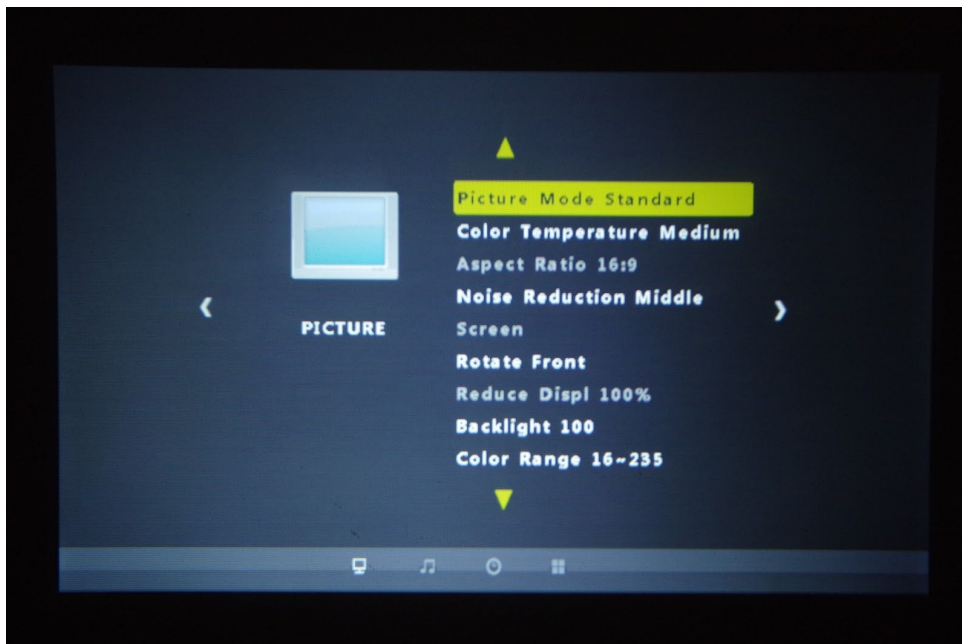 Picture Mode Standard
Color Temperature Medium
Aspect Ratio 16:9
Noise Reduction Middle
PICTURE
Screen
Rotate Front
Reduce Displ 100%
Backlight 100
Color Range 16~235